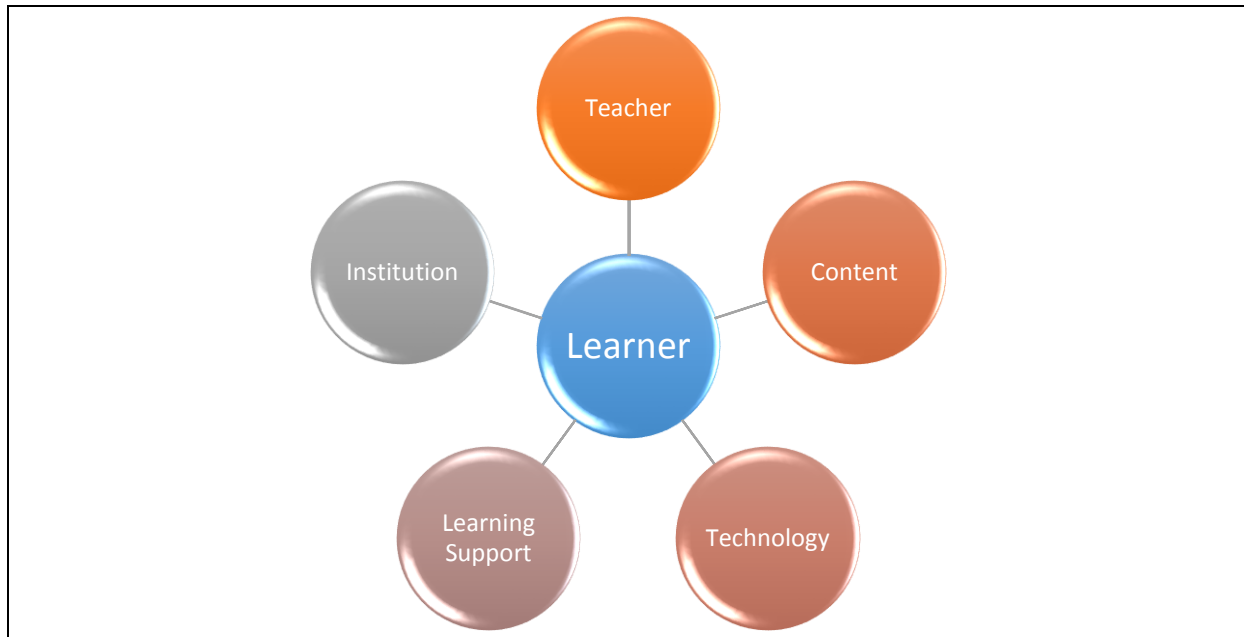 Teacher
Institution
Content
Learner
Learning
Support
Technology